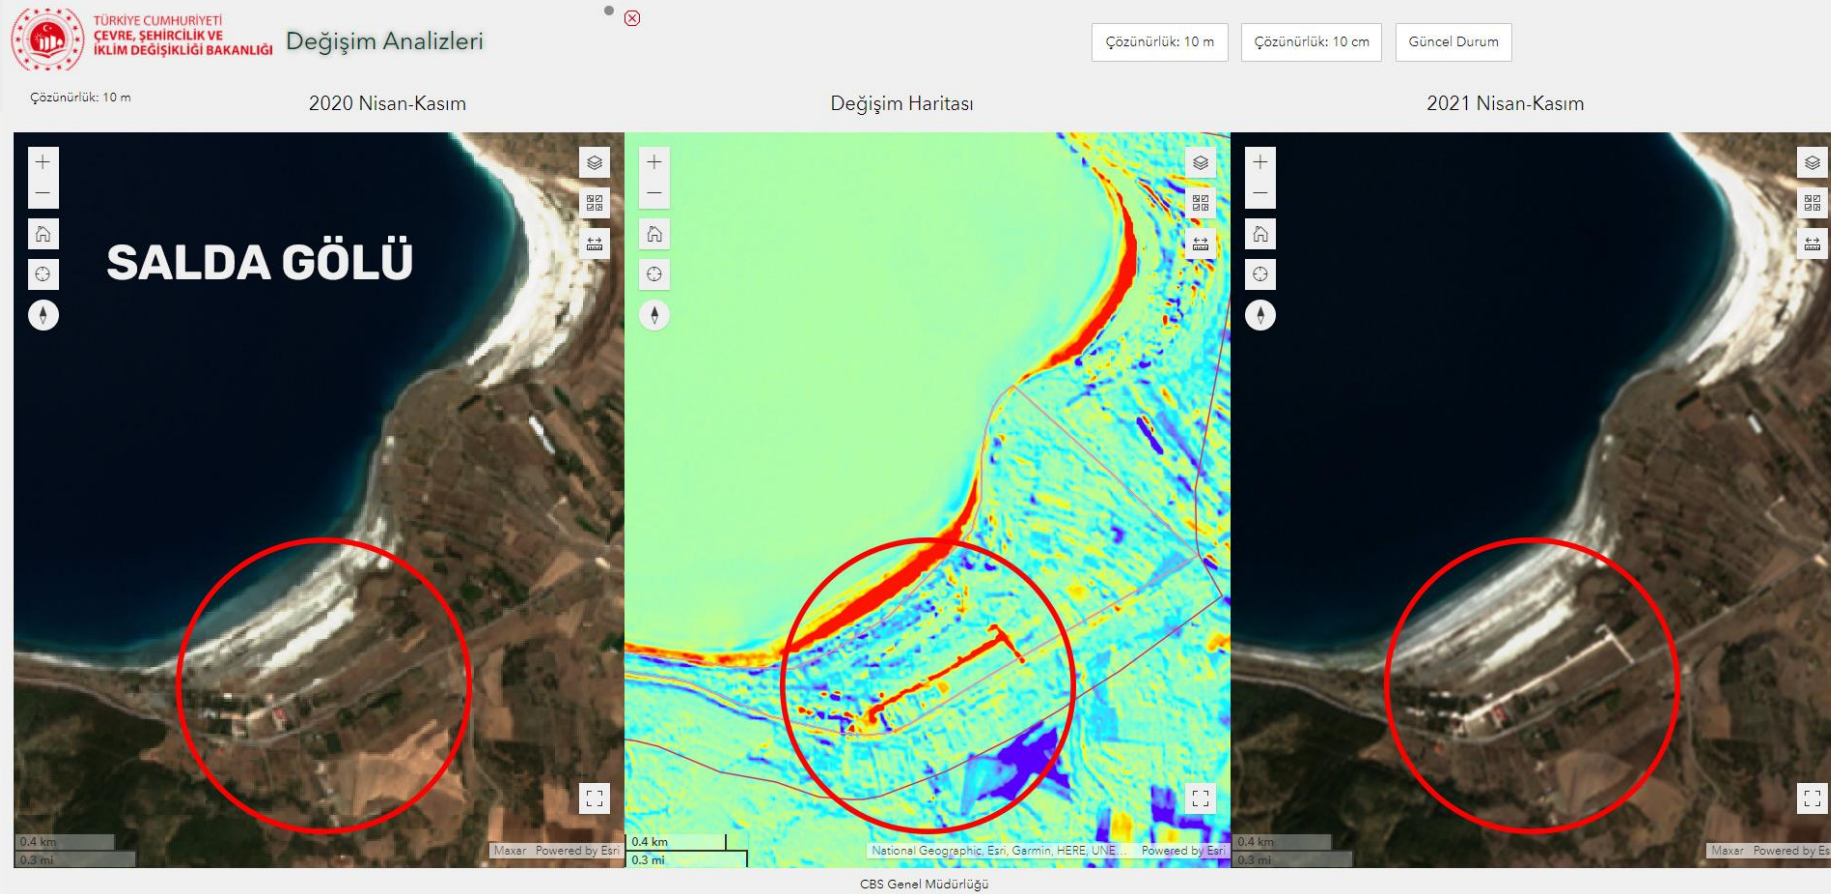 TÜRKİYE CUMHURİYETİ
ÇEVRE, ŞEHİRCİLİK VE
İKLİM DEĞİŞİKLİĞİ BAKANLIĞI
Değişim Analizleri
Çözünürlük: 10 m
Çözünürlük: 10 cm
Güncel Durum
Çözünürlük: 10 m
2020 Nisan-Kasım
Değişim Haritası
2021 Nisan-Kasım
SALDA GÖLÜ
0.4 km
0.3 mi
Maxar Powered by Esri
0.4 km
0.3 mi
National Geographic, Esri, Garmin, HERE, UNE... Powered by Esri
0.4 km
0.3 mi
Maxar Powered by Es
CBS Genel Müdürlüğü